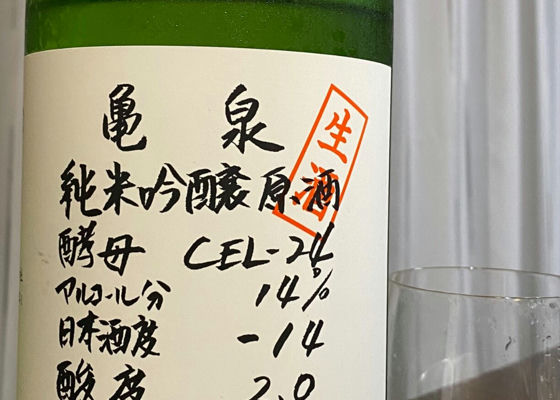 亀泉
生酒
純米吟醸原酒
酵母 CEL-24
アルコール分 14%
日本酒度 -14
酸度 2.0